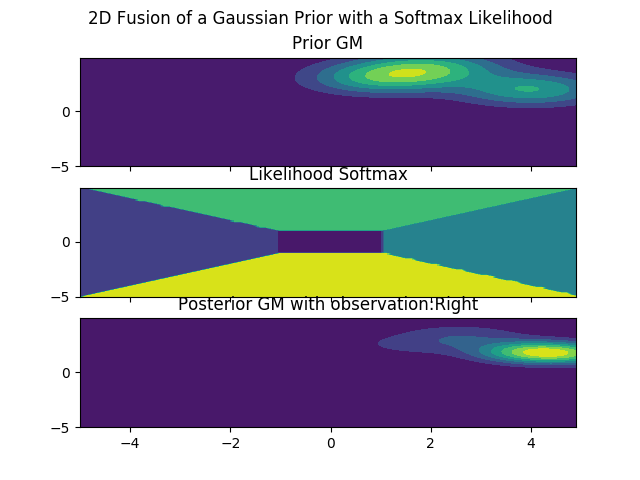 2D Fusion of a Gaussian Prior with a Softmax Likelihood
Prior GM
0
−5
Likelihood Softmax
0
−5
Posterior GM with observation:Right
0
−5
−4 −2 0 2 4